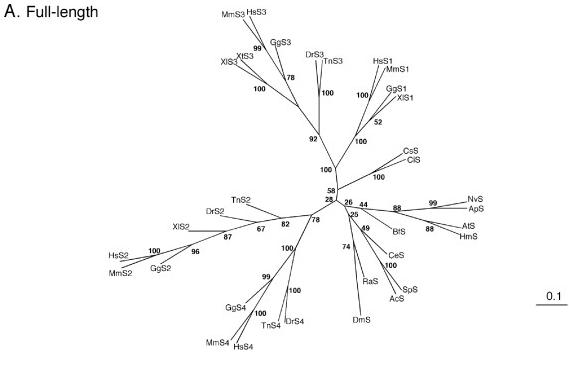 A. Full-length
MmS3
HsS3
99
GgS3
78
XtS3
XlS3
100
DrS3
TnS3
100
92
HsS1
MmS1
100
GgS1
XlS1
52
100
100
CsS
CiS
100
58
28
TnS2
DrS2
82
67
78
XlS2
87
96
100
HsS2
MmS2
GgS2
26
44
25
88
99
NvS
ApS
88
AtS
HmS
BfS
49
CeS
100
SpS
AcS
74
RaS
DmS
100
99
GgS4
100
MmS4
HsS4
100
TnS4
DrS4
0.1